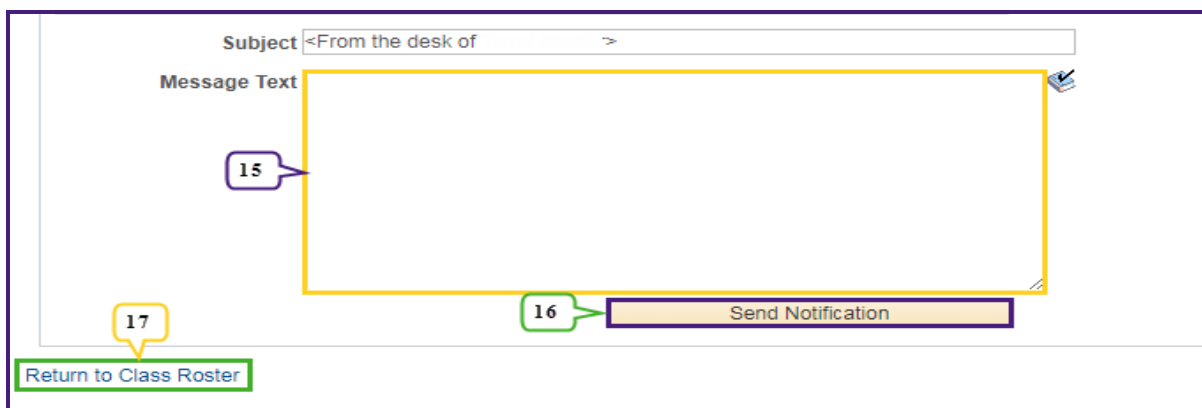 Subject <From the desk of >
Message Text
15
16 Send Notification
17
Return to Class Roster